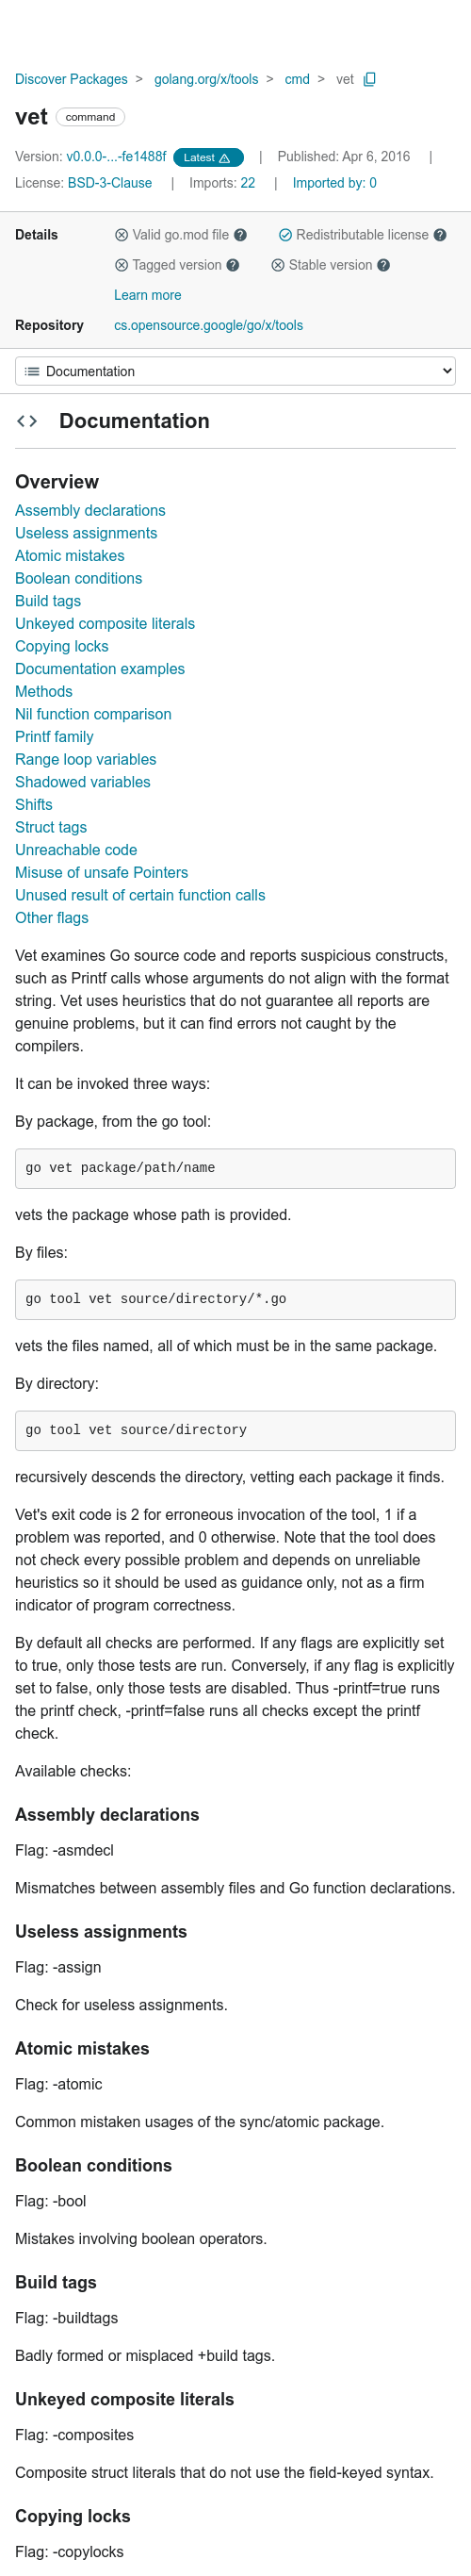 Discover Packages > golang.org/x/tools > cmd > vet
vet command
Version: v0.0.0-...-fe1488f Latest | Published: Apr 6, 2016 |
License: BSD-3-Clause | Imports: 22 | Imported by: 0
Details Valid go.mod file Redistributable license
Tagged version Stable version
Learn more
Repository cs.opensource.google/go/x/tools
Documentation
Documentation
Overview
Assembly declarations
Useless assignments
Atomic mistakes
Boolean conditions
Build tags
Unkeyed composite literals
Copying locks
Documentation examples
Methods
Nil function comparison
Printf family
Range loop variables
Shadowed variables
Shifts
Struct tags
Unreachable code
Misuse of unsafe Pointers
Unused result of certain function calls
Other flags
Vet examines Go source code and reports suspicious constructs,
such as Printf calls whose arguments do not align with the format
string. Vet uses heuristics that do not guarantee all reports are
genuine problems, but it can find errors not caught by the
compilers.
It can be invoked three ways:
By package, from the go tool:
go vet package/path/name
vets the package whose path is provided.
By files:
go tool vet source/directory/*.go
vets the files named, all of which must be in the same package.
By directory:
go tool vet source/directory
recursively descends the directory, vetting each package it finds.
Vet's exit code is 2 for erroneous invocation of the tool, 1 if a
problem was reported, and 0 otherwise. Note that the tool does
not check every possible problem and depends on unreliable
heuristics so it should be used as guidance only, not as a firm
indicator of program correctness.
By default all checks are performed. If any flags are explicitly set
to true, only those tests are run. Conversely, if any flag is explicitly
set to false, only those tests are disabled. Thus -printf=true runs
the printf check, -printf=false runs all checks except the printf
check.
Available checks:
Assembly declarations
Flag: -asmdecl
Mismatches between assembly files and Go function declarations.
Useless assignments
Flag: -assign
Check for useless assignments.
Atomic mistakes
Flag: -atomic
Common mistaken usages of the sync/atomic package.
Boolean conditions
Flag: -bool
Mistakes involving boolean operators.
Build tags
Flag: -buildtags
Badly formed or misplaced +build tags.
Unkeyed composite literals
Flag: -composites
Composite struct literals that do not use the field-keyed syntax.
Copying locks
Flag: -copylocks